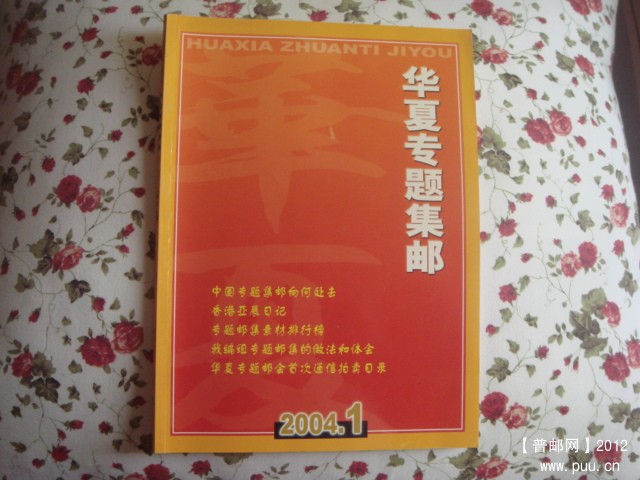 HUAXIA ZHUANTI JIYOU
华夏专题集邮
華夏
中国专题集邮向何处去
香港亚展日记
专题邮集素材排行榜
我编组专题邮集的做法和体会
华夏专题邮会首次通信拍卖目录
2004.1
【普邮网】2012
www.puu.cn